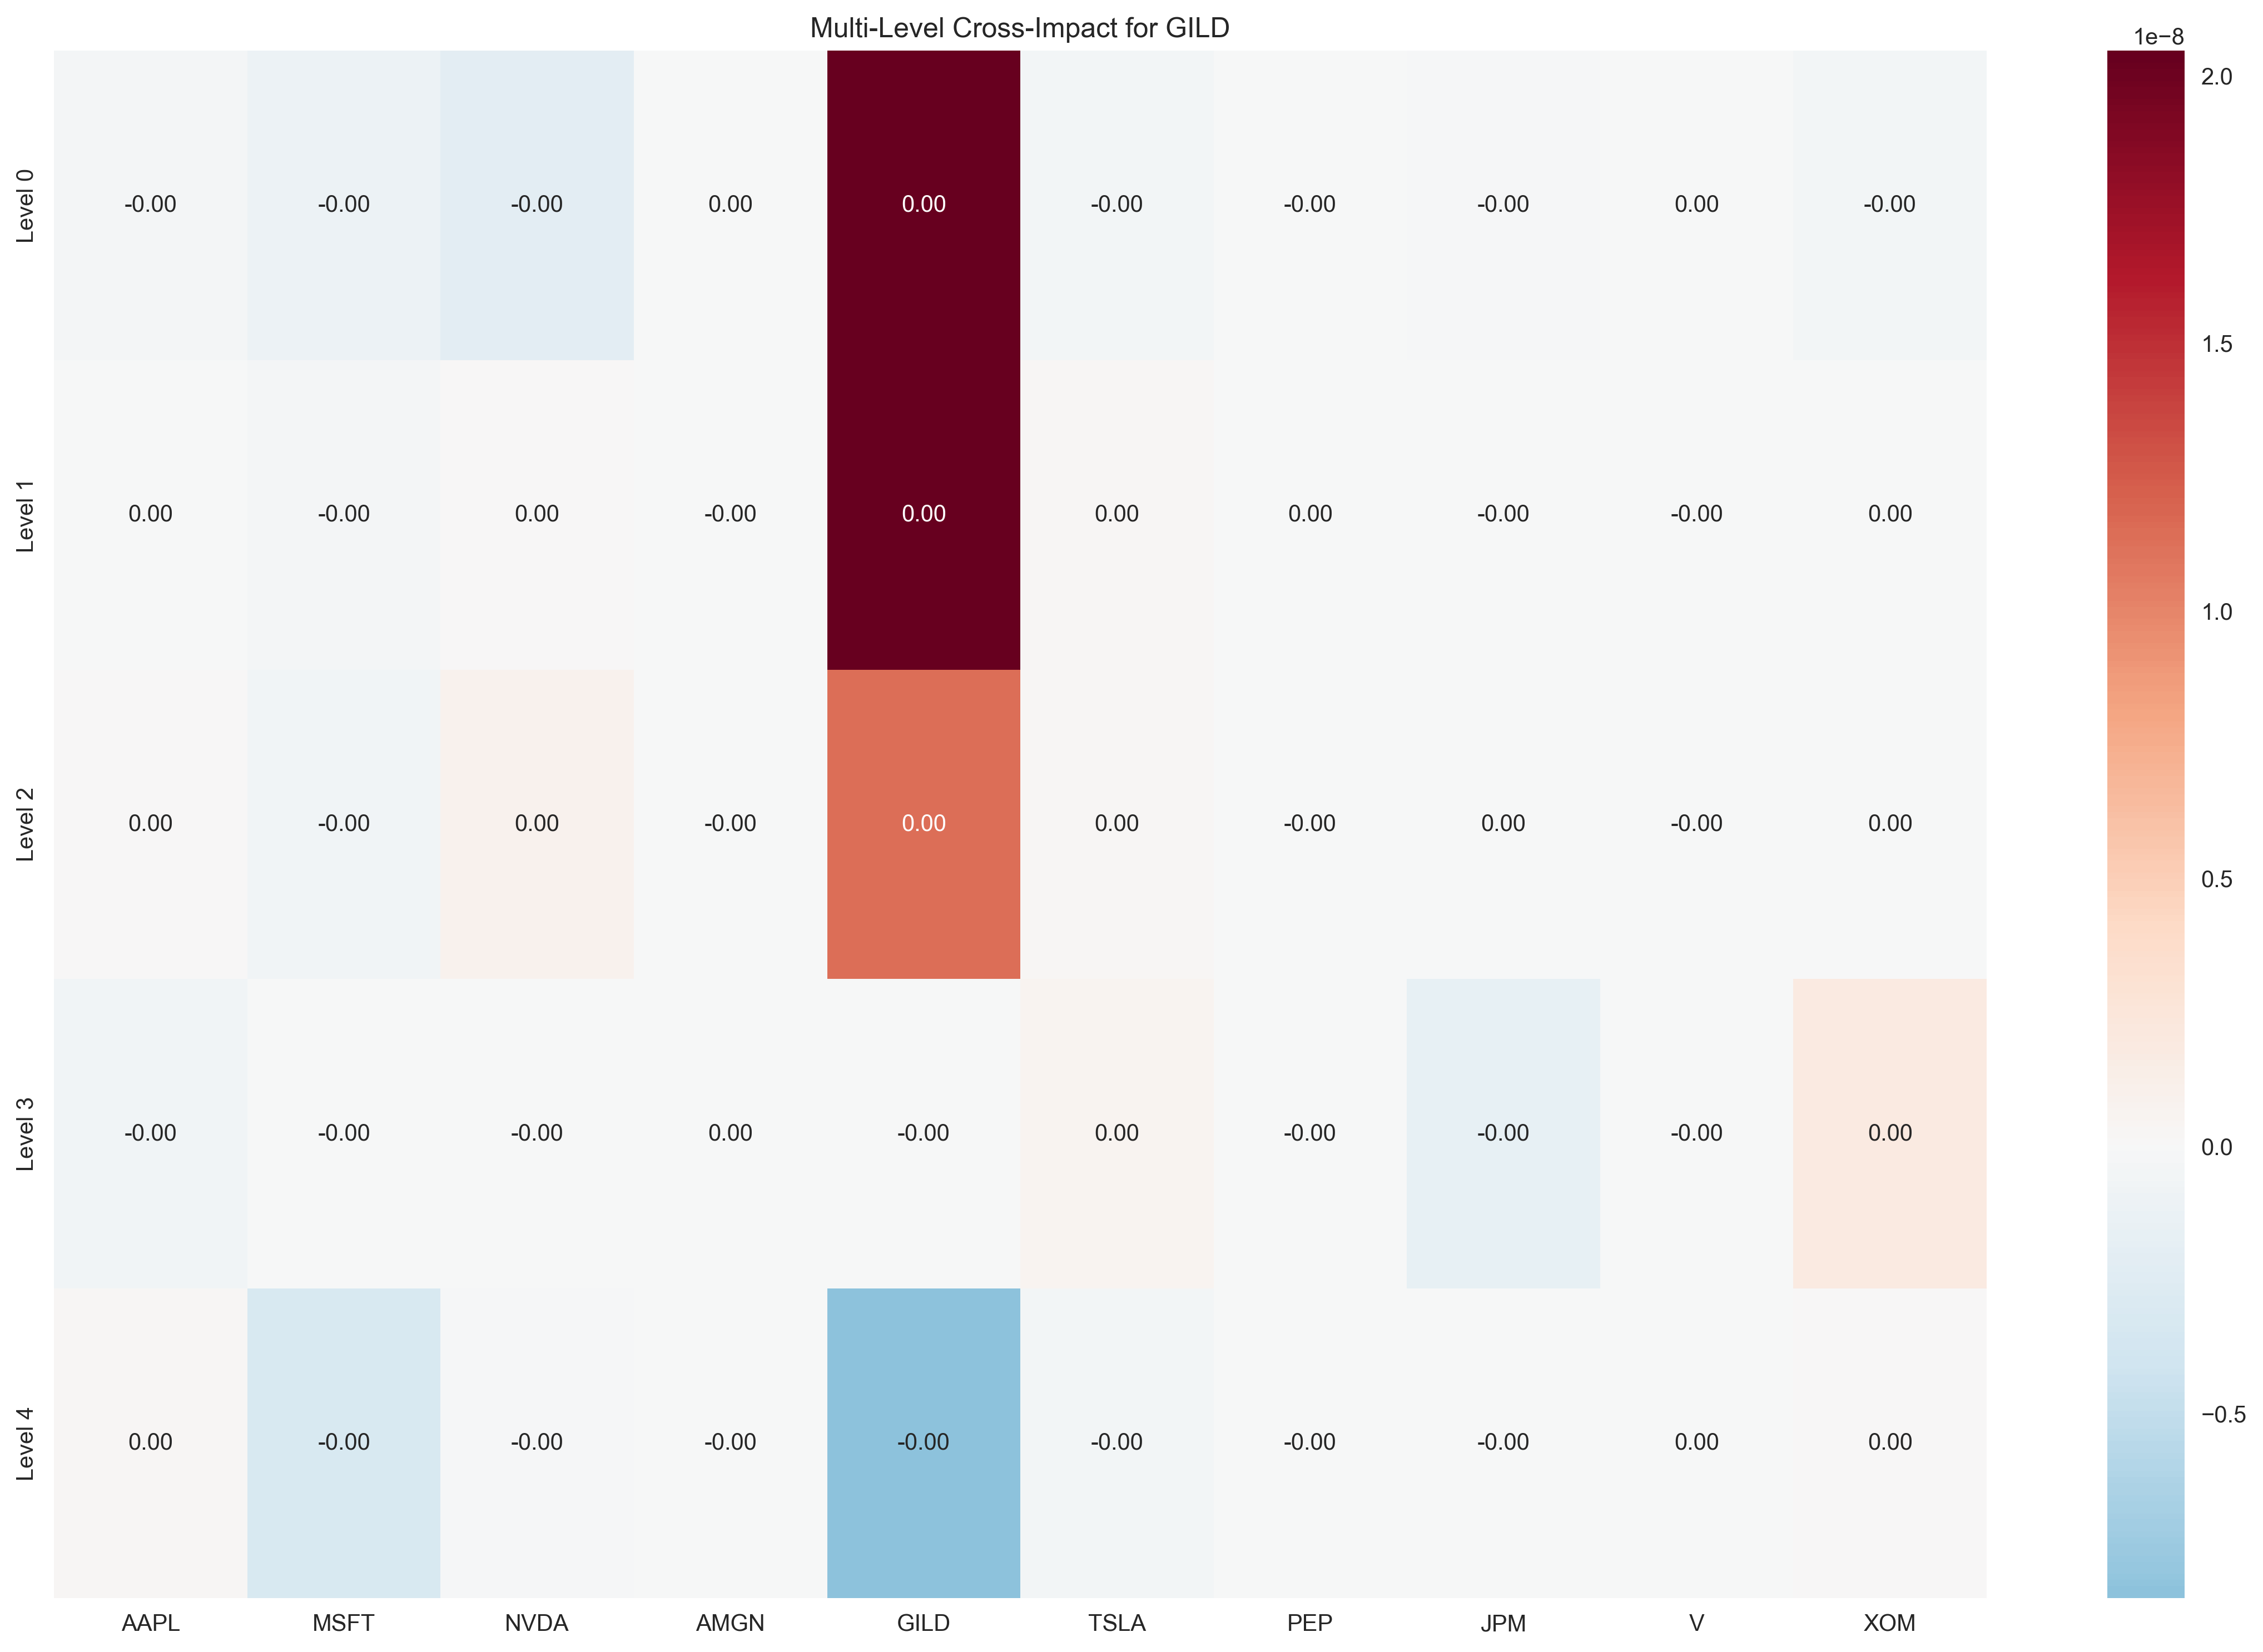 Multi-Level Cross-Impact for GILD
1e−8
2.0
1.5
1.0
0.5
0.0
−0.5
Level 0 -0.00 -0.00 -0.00 0.00 0.00 -0.00 -0.00 -0.00 0.00 -0.00
Level 1 0.00 -0.00 0.00 -0.00 0.00 0.00 0.00 -0.00 -0.00 0.00
Level 2 0.00 -0.00 0.00 -0.00 0.00 0.00 -0.00 0.00 -0.00 0.00
Level 3 -0.00 -0.00 -0.00 0.00 -0.00 0.00 -0.00 -0.00 -0.00 0.00
Level 4 0.00 -0.00 -0.00 -0.00 -0.00 -0.00 -0.00 -0.00 0.00 0.00
AAPL MSFT NVDA AMGN GILD TSLA PEP JPM V XOM